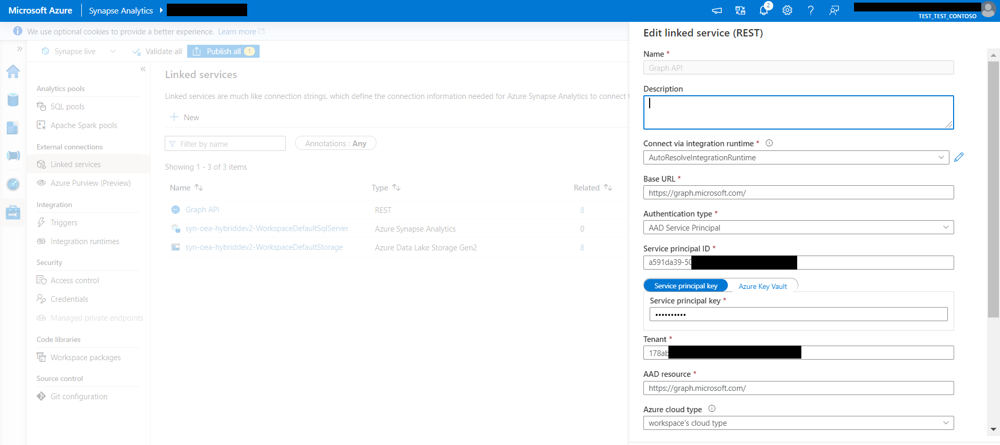 Microsoft Azure
Synapse Analytics
2
TEST_TEST_CONTOSO
We use optional cookies to provide a better experience. Learn more
Synapse live
Validate all
Publish all 1
Analytics pools
SQL pools
Apache Spark pools
External connections
Linked services
Azure Purview (Preview)
Integration
Triggers
Integration runtimes
Security
Access control
Credentials
Managed private endpoints
Code libraries
Workspace packages
Source control
Git configuration
Linked services
Linked services are much like connection strings, which define the connection information needed for Azure Synapse Analytics to connect
New
Filter by name
Annotations : Any
Showing 1 - 3 of 3 items
Name Type Related
Graph API REST 8
syn-oea-hybriddev2-WorkspaceDefaultSqlServer Azure Synapse Analytics 0
syn-oea-hybriddev2-WorkspaceDefaultStorage Azure Data Lake Storage Gen2 8
Edit linked service (REST)
Name *
Graph API
Description
Connect via integration runtime *
AutoResolveIntegrationRuntime
Base URL *
https://graph.microsoft.com/
Authentication type *
AAD Service Principal
Service principal ID *
a591da39-50
Service principal key
Azure Key Vault
Service principal key *
••••••••••
Tenant *
178ab
AAD resource *
https://graph.microsoft.com/
Azure cloud type
workspace's cloud type